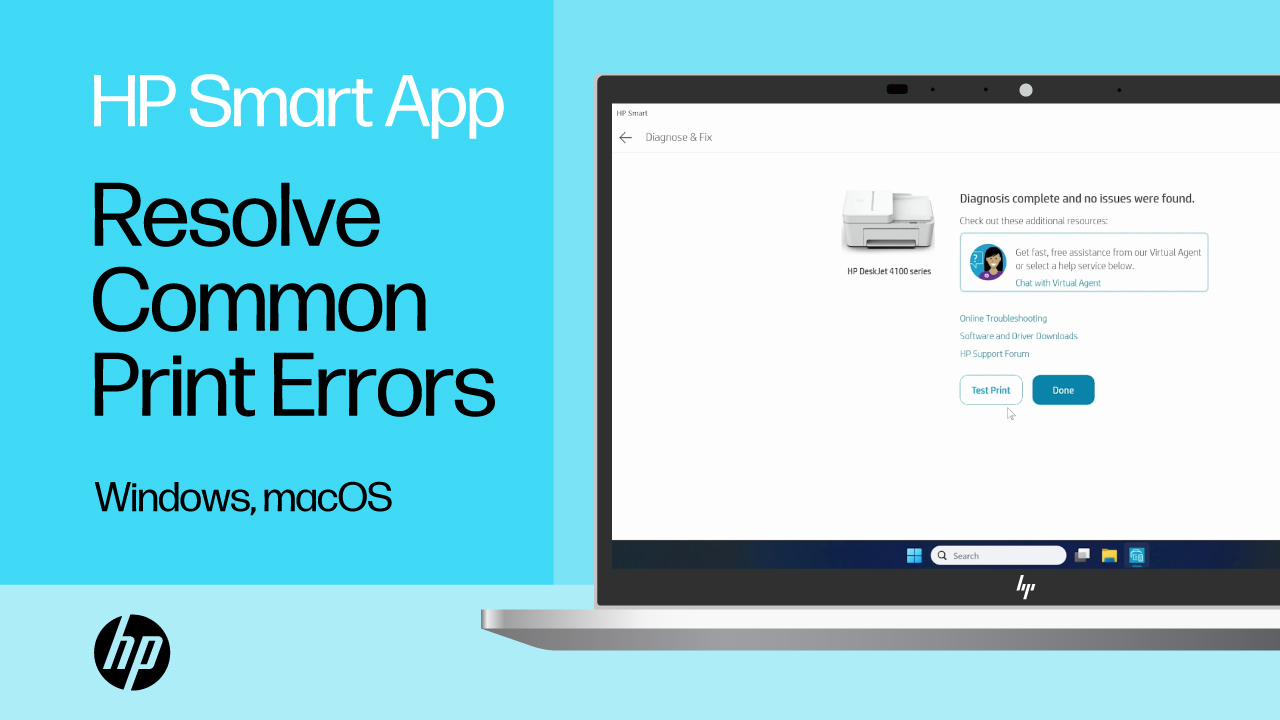 HP Smart App
Resolve
Common
Print Errors
Windows, macOS
hp
HP Smart
Diagnose & Fix
HP DeskJet 4100 series
Diagnosis complete and no issues were found.
Check out these additional resources:
Get fast, free assistance from our Virtual Agent
or select a help service below.
Chat with Virtual Agent
Online Troubleshooting
Software and Driver Downloads
HP Support Forum
Test Print
Done
Search
hp